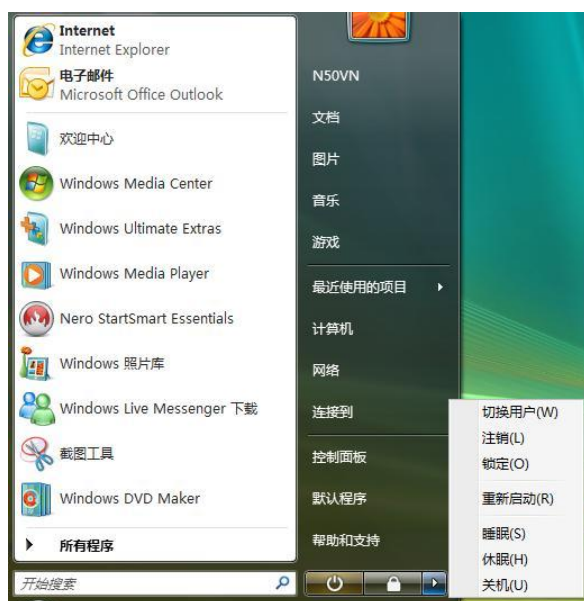 Internet
Internet Explorer
电子邮件
Microsoft Office Outlook
欢迎中心
Windows Media Center
Windows Ultimate Extras
Windows Media Player
Nero StartSmart Essentials
Windows 照片库
Windows Live Messenger 下载
截图工具
Windows DVD Maker
所有程序
开始搜索
N50VN
文档
图片
音乐
游戏
最近使用的项目
计算机
网络
连接到
控制面板
默认程序
帮助和支持
切换用户(W)
注销(L)
锁定(O)
重新启动(R)
睡眠(S)
休眠(H)
关机(U)